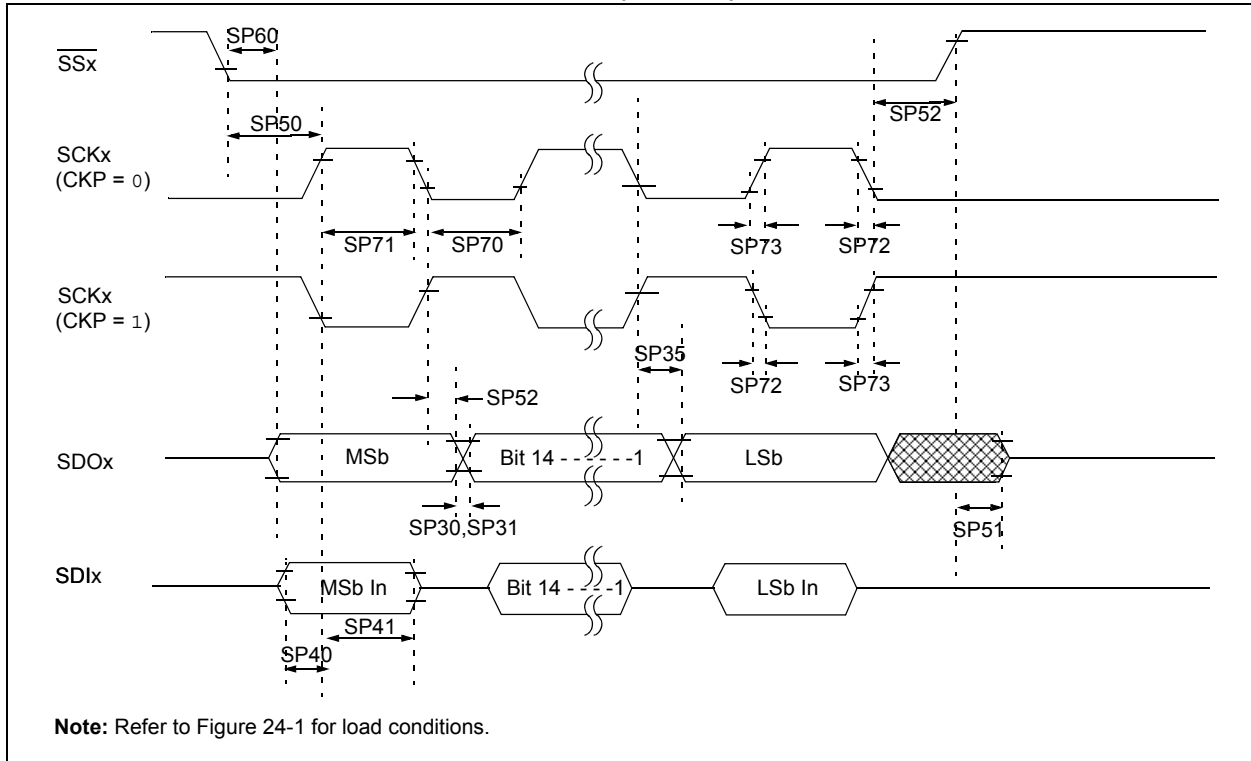 SP60
SSx
SP50
SP52
SCKx
(CKP = 0)
SP71
SP70
SP73
SP72
SCKx
(CKP = 1)
SP35
SP72
SP73
SP52
SDOx
MSb
Bit 14 - - - - - -1
LSb
SP30,SP31
SP51
SDIx
MSb In
Bit 14 - - - -1
LSb In
SP41
SP40
Note: Refer to Figure 24-1 for load conditions.